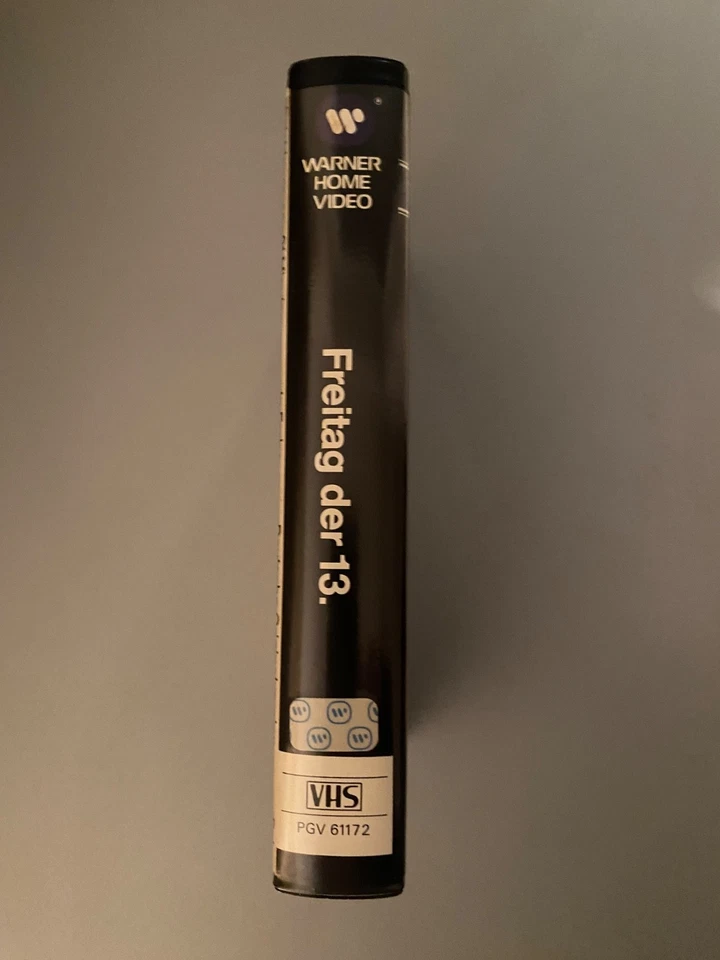 WARNER
HOME
VIDEO
Freitag der 13.
VHS
PGV 61172